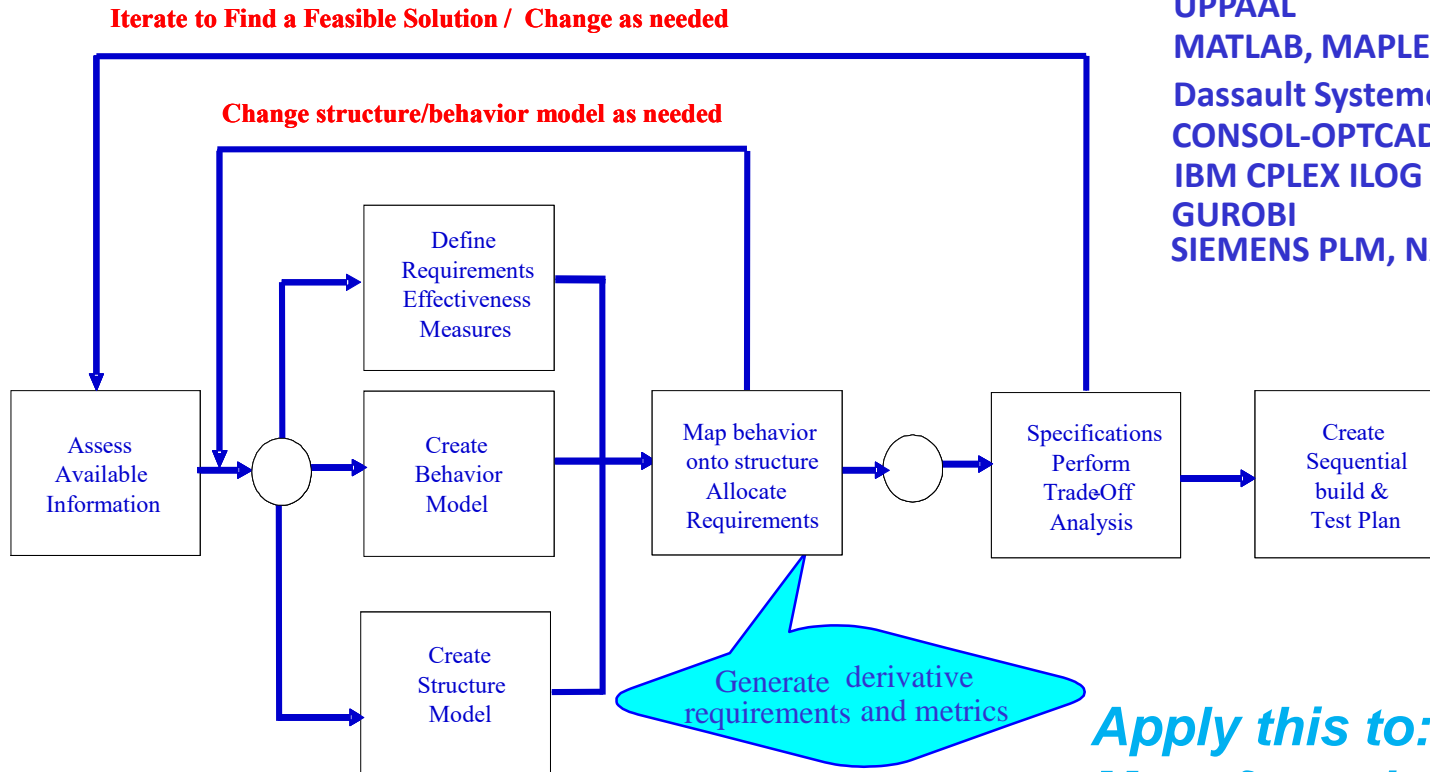 Iterate to Find a Feasible Solution / Change as needed
Change structure/behavior model as needed
UPPAAL
MATLAB, MAPLE
Dassault Systeme
CONSOL-OPTCAD
IBM CPLEX ILOG
GUROBI
SIEMENS PLM,
Define
Requirements
Effectiveness
Measures
Assess
Available
Information
Create
Behavior
Model
Create
Structure
Model
Map behavior
onto structure
Allocate
Requirements
Specifications
Perform
Trade-Off
Analysis
Create
Sequential
build &
Test Plan
Generate derivative
requirements and metrics
Apply this to: